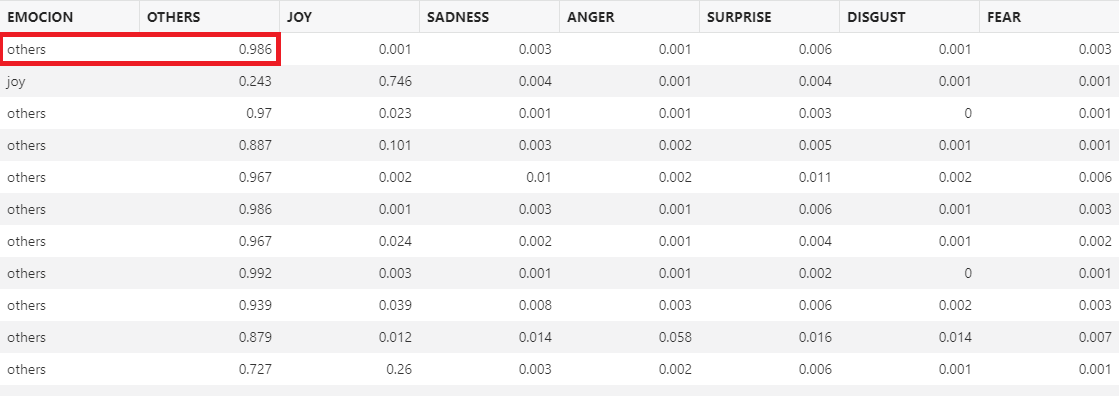 EMOCION OTHERS JOY SADNESS ANGER SURPRISE DISGUST FEAR
others 0.986 0.001 0.003 0.001 0.006 0.001 0.003
joy 0.243 0.746 0.004 0.001 0.004 0.001 0.001
others 0.97 0.023 0.001 0.001 0.003 0 0.001
others 0.887 0.101 0.003 0.002 0.005 0.001 0.001
others 0.967 0.002 0.01 0.002 0.011 0.002 0.006
others 0.986 0.001 0.003 0.001 0.006 0.001 0.003
others 0.967 0.024 0.002 0.001 0.004 0.001 0.002
others 0.992 0.003 0.001 0.001 0.002 0 0.001
others 0.939 0.039 0.008 0.003 0.006 0.002 0.003
others 0.879 0.012 0.014 0.058 0.016 0.014 0.007
others 0.727 0.26 0.003 0.002 0.006 0.001 0.001